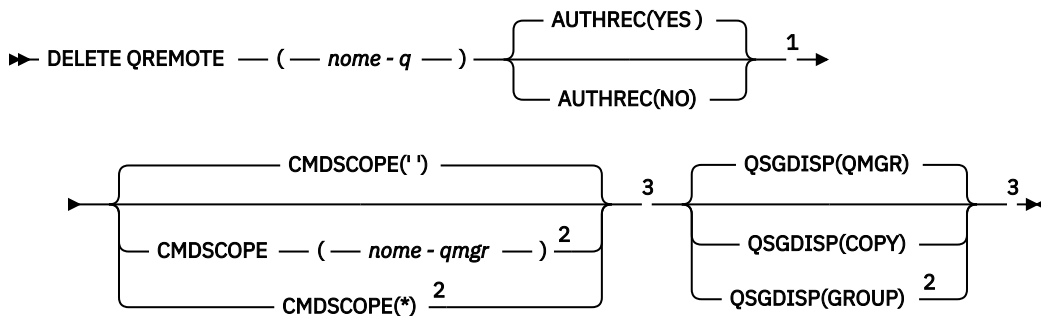 AUTHREC(YES )
DELETE QREMOTE ( nome - q ) 1
AUTHREC(NO)
CMDSCOPE(' ') QSGDISP(QMGR)
3 3
CMDSCOPE ( nome - qmgr ) 2 QSGDISP(COPY)
CMDSCOPE(*) 2 QSGDISP(GROUP) 2